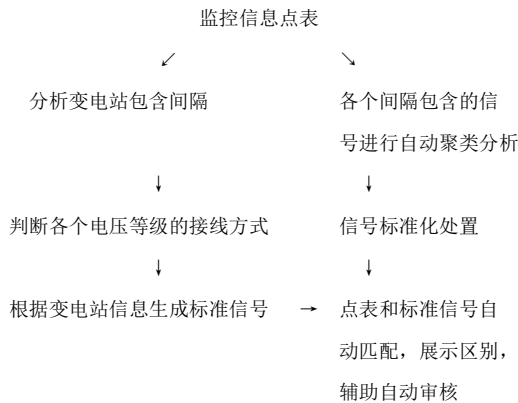 监控信息点表
↙ ↘
分析变电站包含间隔 各个间隔包含的信
号进行自动聚类分析
↓ ↓
判断各个电压等级的接线方式 信号标准化处置
↓ ↓
根据变电站信息生成标准信号 → 点表和标准信号自
动匹配，展示区别，
辅助自动审核